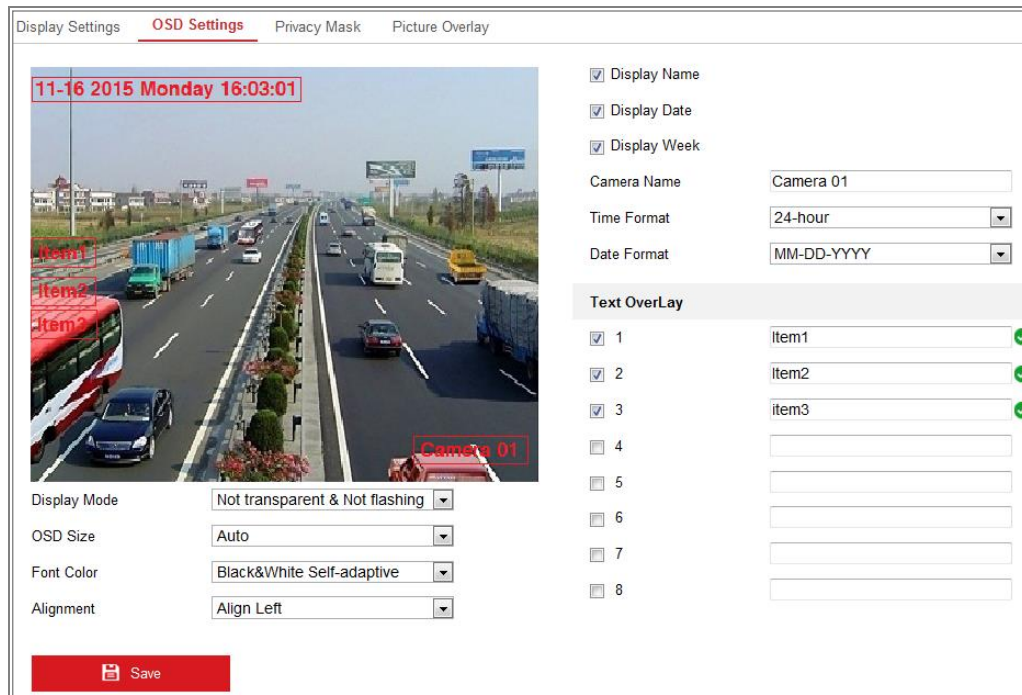 Display Settings OSD Settings Privacy Mask Picture Overlay
11-16 2015 Monday 16:03:01
Item1
Item2
Item3
Camera 01
Display Mode Not transparent & Not flashing
OSD Size Auto
Font Color Black&White Self-adaptive
Alignment Align Left
Save
Display Name
Display Date
Display Week
Camera Name Camera 01
Time Format 24-hour
Date Format MM-DD-YYYY
Text OverLay
1 Item1
2 Item2
3 item3
4
5
6
7
8